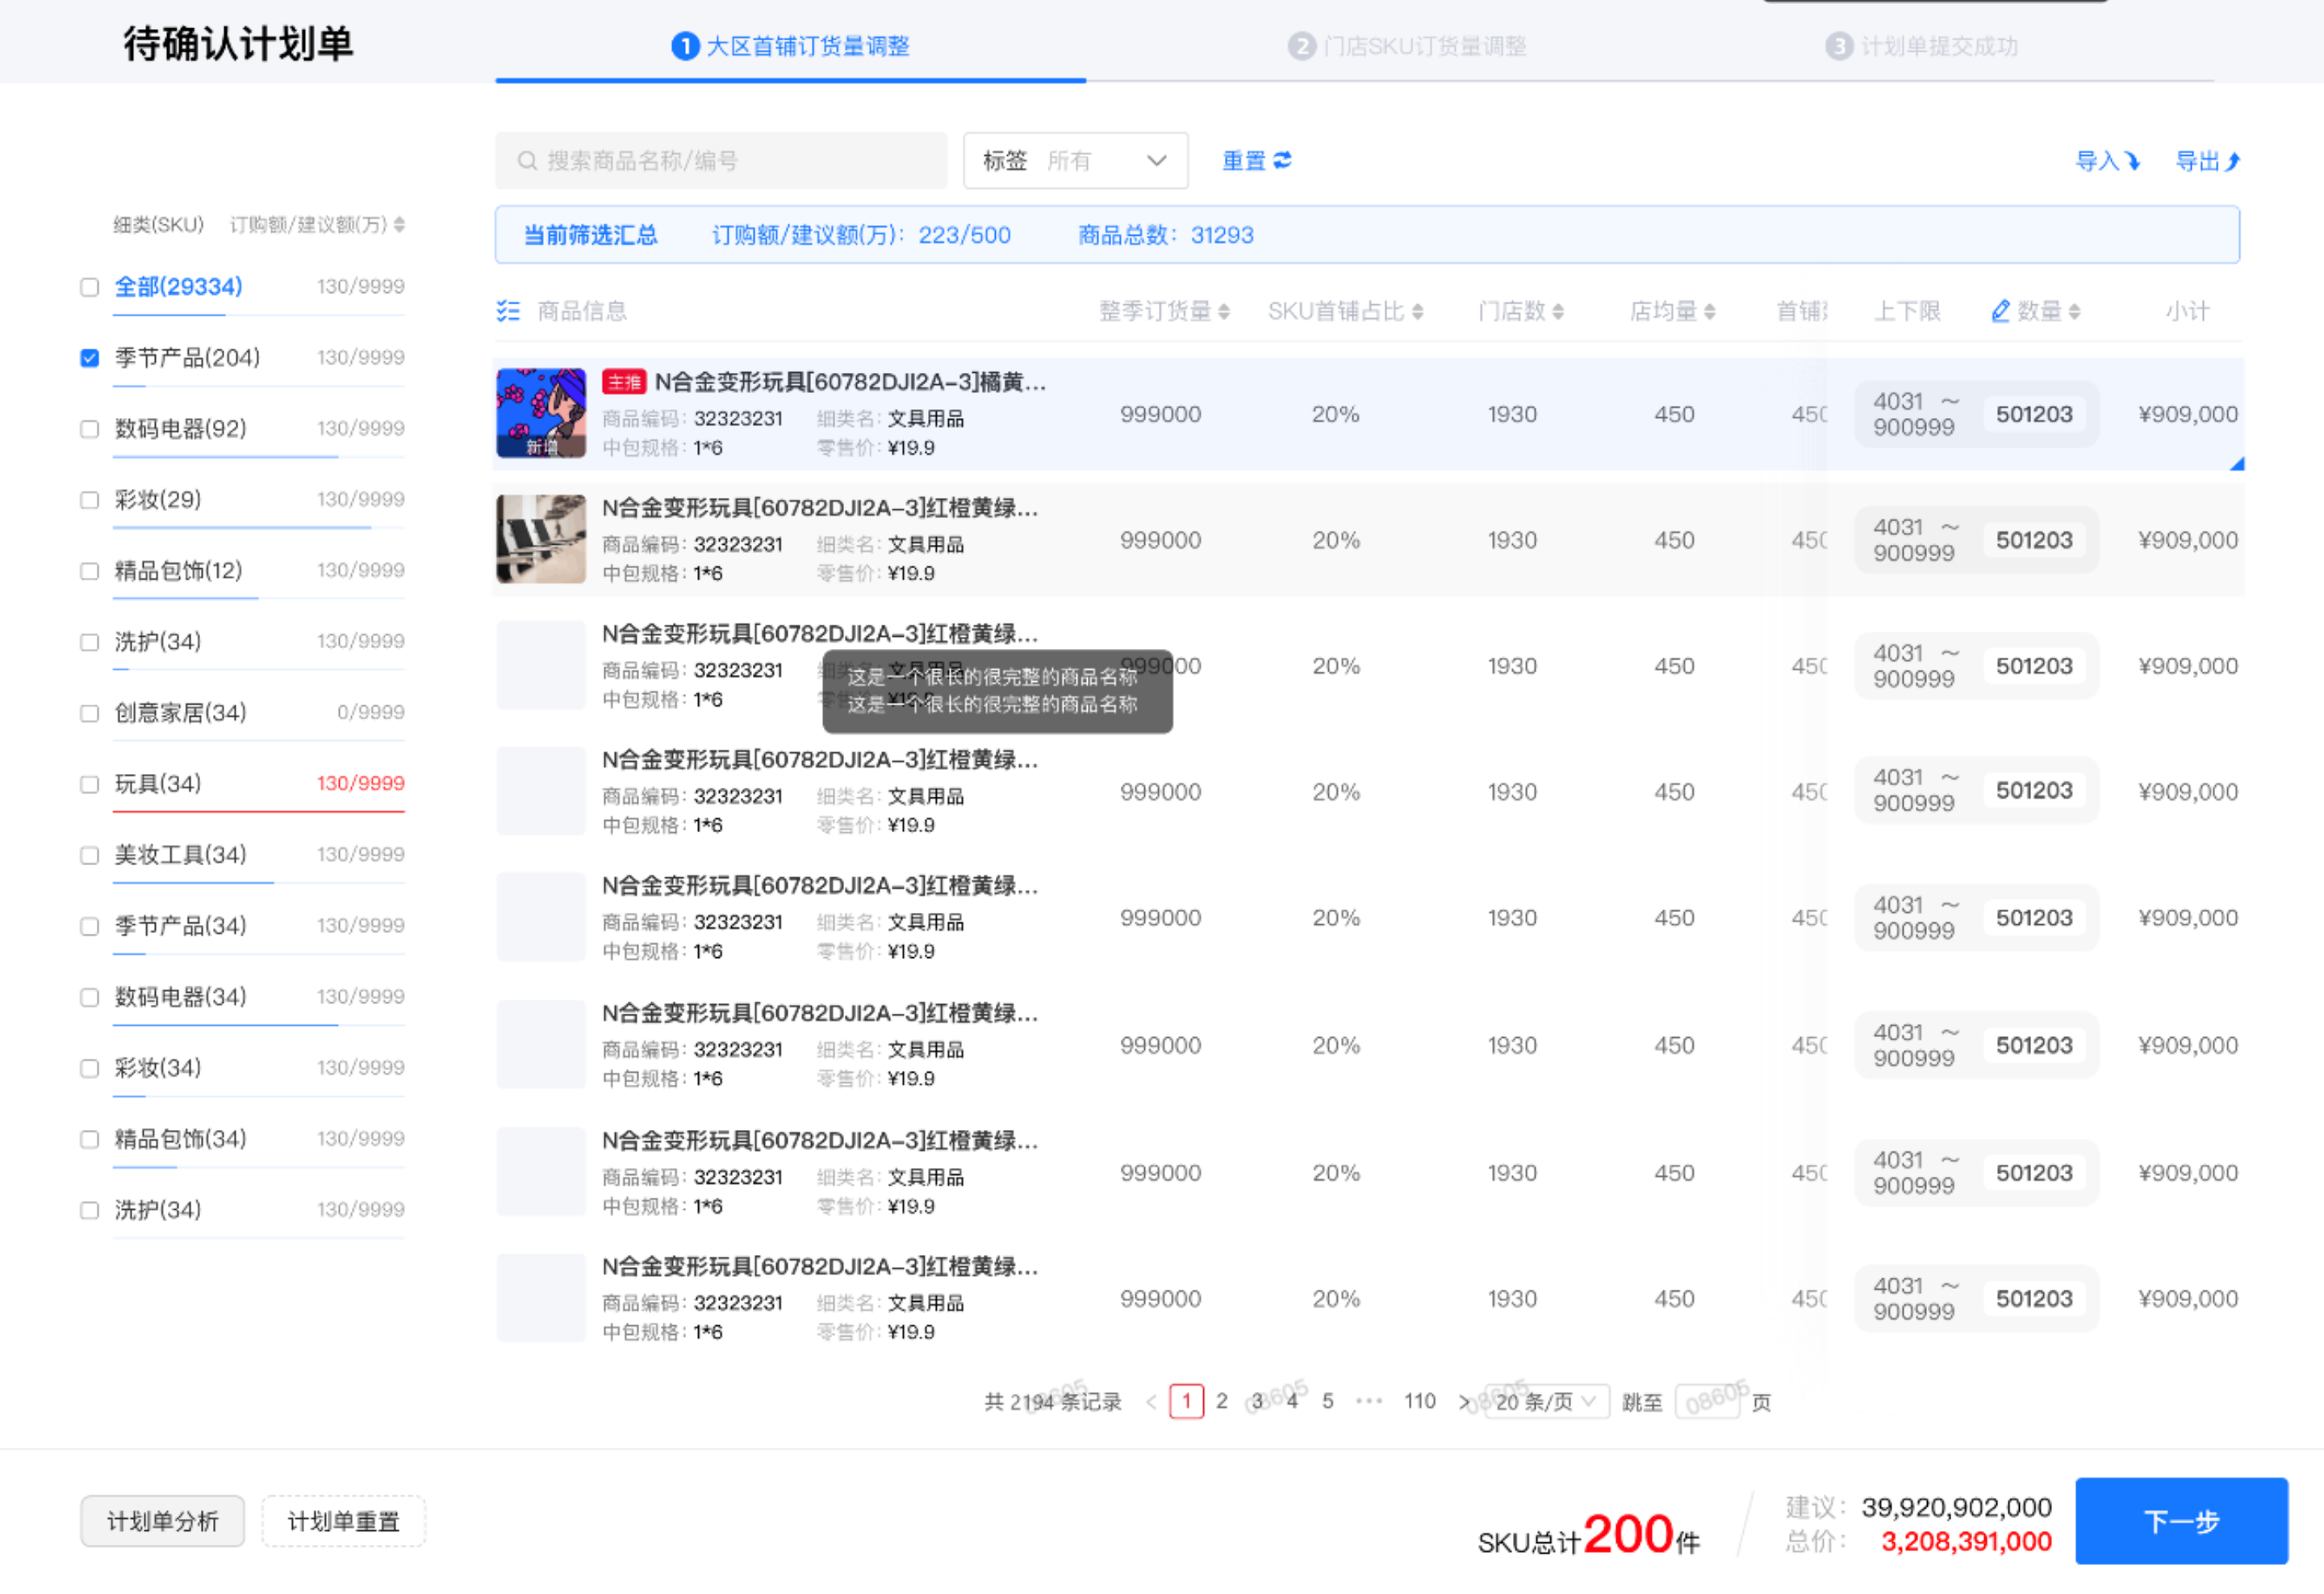 待确认计划单
1 大区首铺订货量调整
2 门店SKU订货量调整
3 计划单提交成功
搜索商品名称/编号
标签 所有
重置
导入
导出
细类(SKU) 订购额/建议额(万)
当前筛选汇总 订购额/建议额(万)：223/500 商品总数：31293
全部(29334) 130/9999
季节产品(204) 130/9999
数码电器(92) 130/9999
彩妆(29) 130/9999
精品包饰(12) 130/9999
洗护(34) 130/9999
创意家居(34) 0/9999
玩具(34) 130/9999
美妆工具(34) 130/9999
季节产品(34) 130/9999
数码电器(34) 130/9999
彩妆(34) 130/9999
精品包饰(34) 130/9999
洗护(34) 130/9999
商品信息 整季订货量 SKU首铺占比 门店数 店均量 首铺 上下限 数量 小计
主推 N合金变形玩具[60782DJI2A-3]橘黄...
商品编码：32323231 细类名：文具用品
中包规格：1*6 零售价：¥19.9
新增
999000 20% 1930 450 450 4031 ~ 900999 501203 ¥909,000
N合金变形玩具[60782DJI2A-3]红橙黄绿...
商品编码：32323231 细类名：文具用品
中包规格：1*6 零售价：¥19.9
999000 20% 1930 450 450 4031 ~ 900999 501203 ¥909,000
N合金变形玩具[60782DJI2A-3]红橙黄绿...
商品编码：32323231 细类名：文具用品
中包规格：1*6 零售价：¥19.9
999000 20% 1930 450 450 4031 ~ 900999 501203 ¥909,000
这是一个很长的很完整的商品名称
这是一个很长的很完整的商品名称
N合金变形玩具[60782DJI2A-3]红橙黄绿...
商品编码：32323231 细类名：文具用品
中包规格：1*6 零售价：¥19.9
999000 20% 1930 450 450 4031 ~ 900999 501203 ¥909,000
N合金变形玩具[60782DJI2A-3]红橙黄绿...
商品编码：32323231 细类名：文具用品
中包规格：1*6 零售价：¥19.9
999000 20% 1930 450 450 4031 ~ 900999 501203 ¥909,000
N合金变形玩具[60782DJI2A-3]红橙黄绿...
商品编码：32323231 细类名：文具用品
中包规格：1*6 零售价：¥19.9
999000 20% 1930 450 450 4031 ~ 900999 501203 ¥909,000
N合金变形玩具[60782DJI2A-3]红橙黄绿...
商品编码：32323231 细类名：文具用品
中包规格：1*6 零售价：¥19.9
999000 20% 1930 450 450 4031 ~ 900999 501203 ¥909,000
N合金变形玩具[60782DJI2A-3]红橙黄绿...
商品编码：32323231 细类名：文具用品
中包规格：1*6 零售价：¥19.9
999000 20% 1930 450 450 4031 ~ 900999 501203 ¥909,000
共 2194 条记录 < 1 2 3 4 5 ··· 110 > 20 条/页 跳至 页
08605 08605 08605 08605
计划单分析
计划单重置
SKU总计200件
建议：39,920,902,000
总价：3,208,391,000
下一步